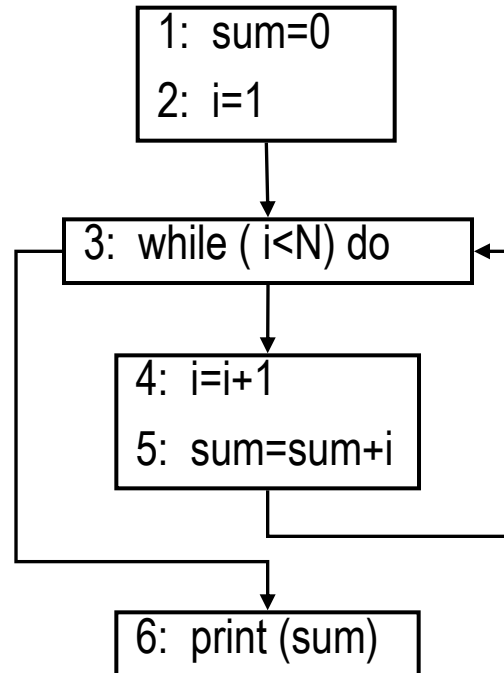 1: sum=0
2: i=1
3: while ( i<N) do
4: i=i+1
5: sum=sum+i
6: print (sum)